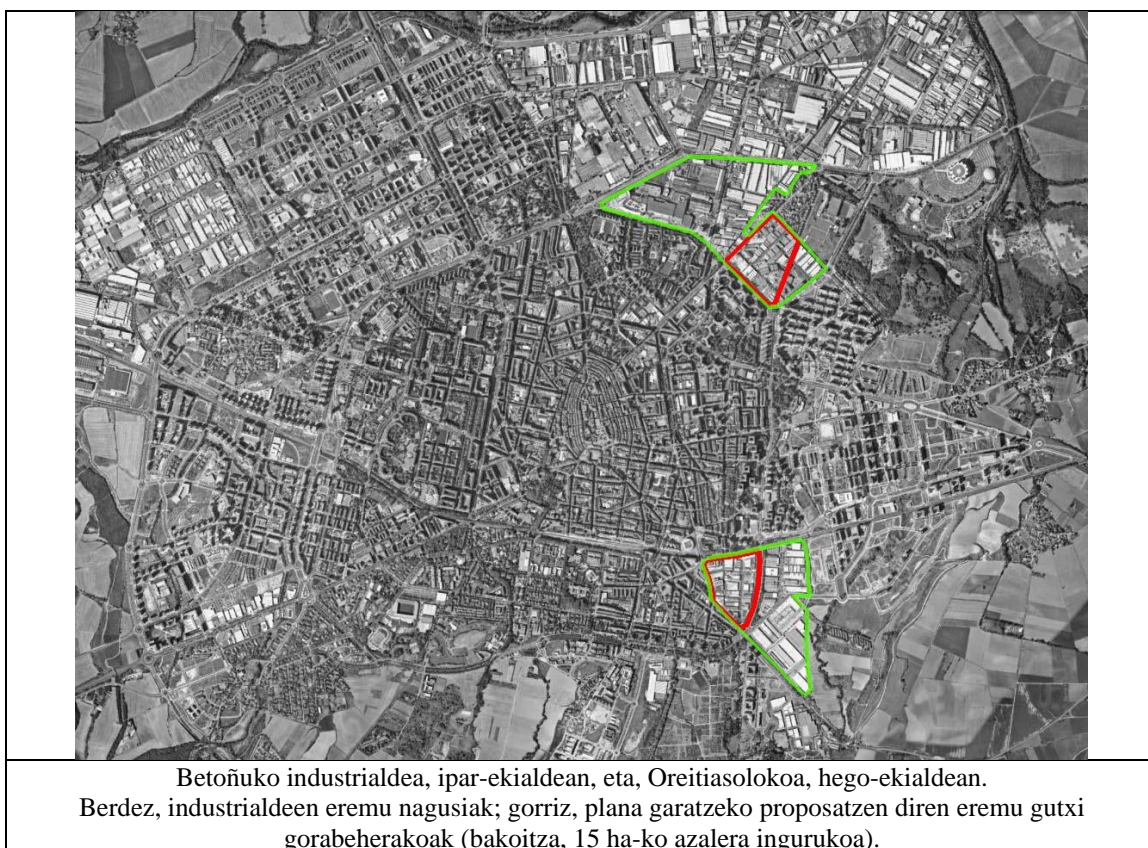 Betoñuko industrialdea, ipar-ekialdean, eta, Oreitiasolokoa, hego-ekialdean.
Berdez, industrialdeen eremu nagusiak; gorriz, plana garatzeko proposatzen diren eremu gutxi
gorabeherakoak (bakoitza, 15 ha-ko azalera ingurukoa).